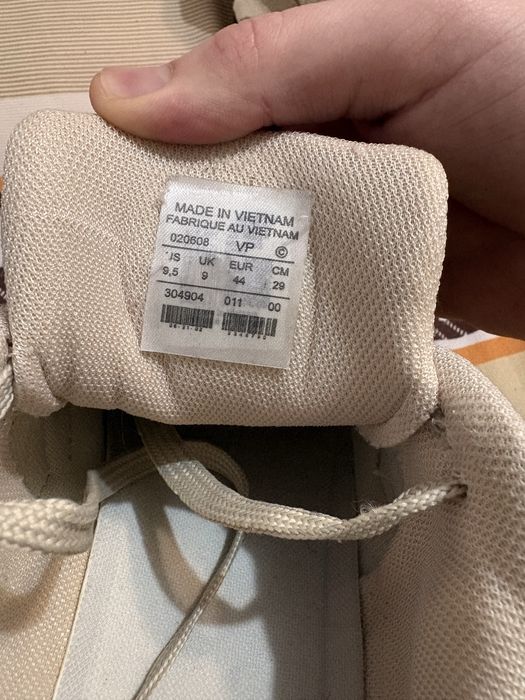 MADE IN VIETNAM
FABRIQUE AU VIETNAM
020608 VP ©
US UK EUR CM
9,5 9 44 29
304904 011 00